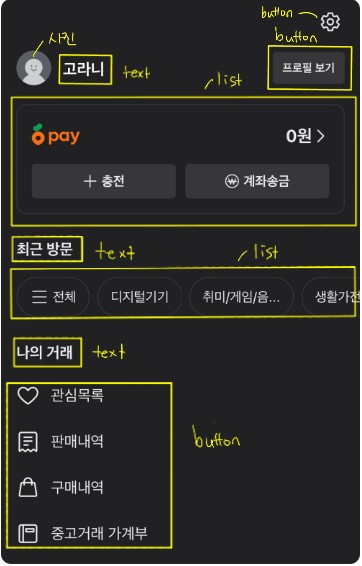 button
사진
고라니
text
button
프로필 보기
list
pay
0원 >
+ 충전
계좌송금
최근 방문
text
list
전체
디지털기기
취미/게임/음...
생활가전
나의 거래
text
관심목록
판매내역
button
구매내역
중고거래 가계부